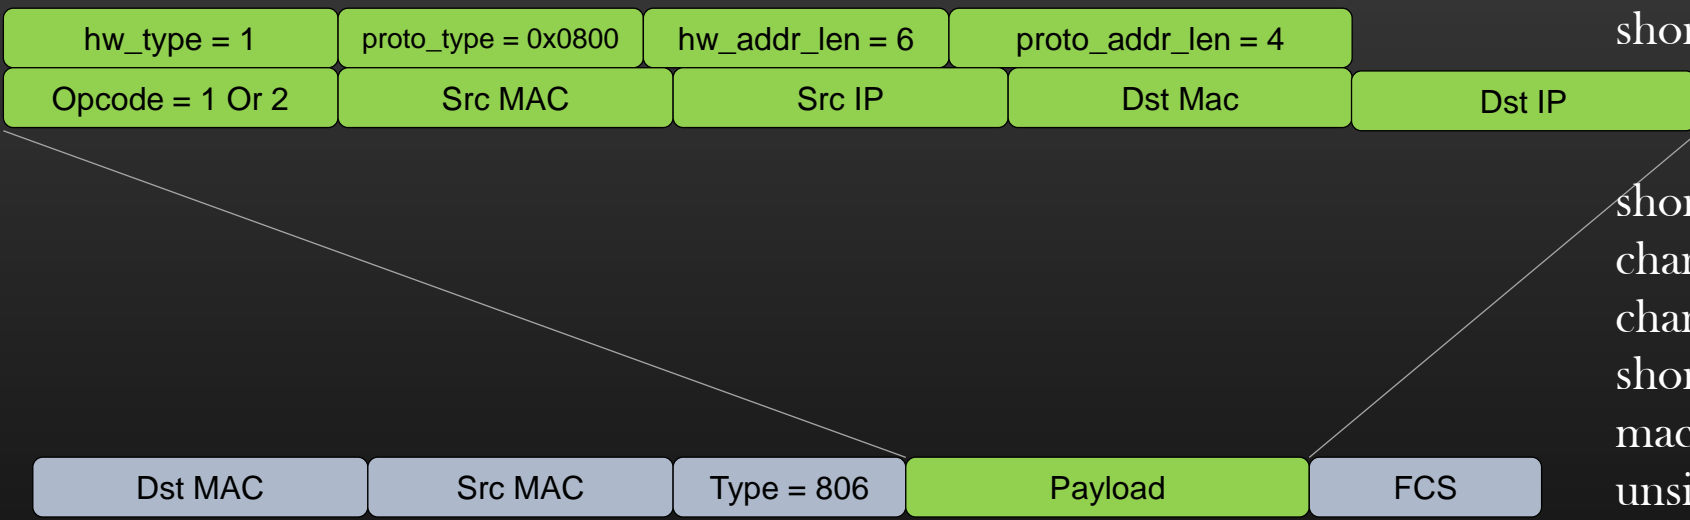 hw_type = 1 proto_type = 0x0800 hw_addr_len = 6 proto_addr_len = 4
Opcode = 1 Or 2 Src MAC Src IP Dst Mac Dst IP
Dst MAC Src MAC Type = 806 Payload FCS